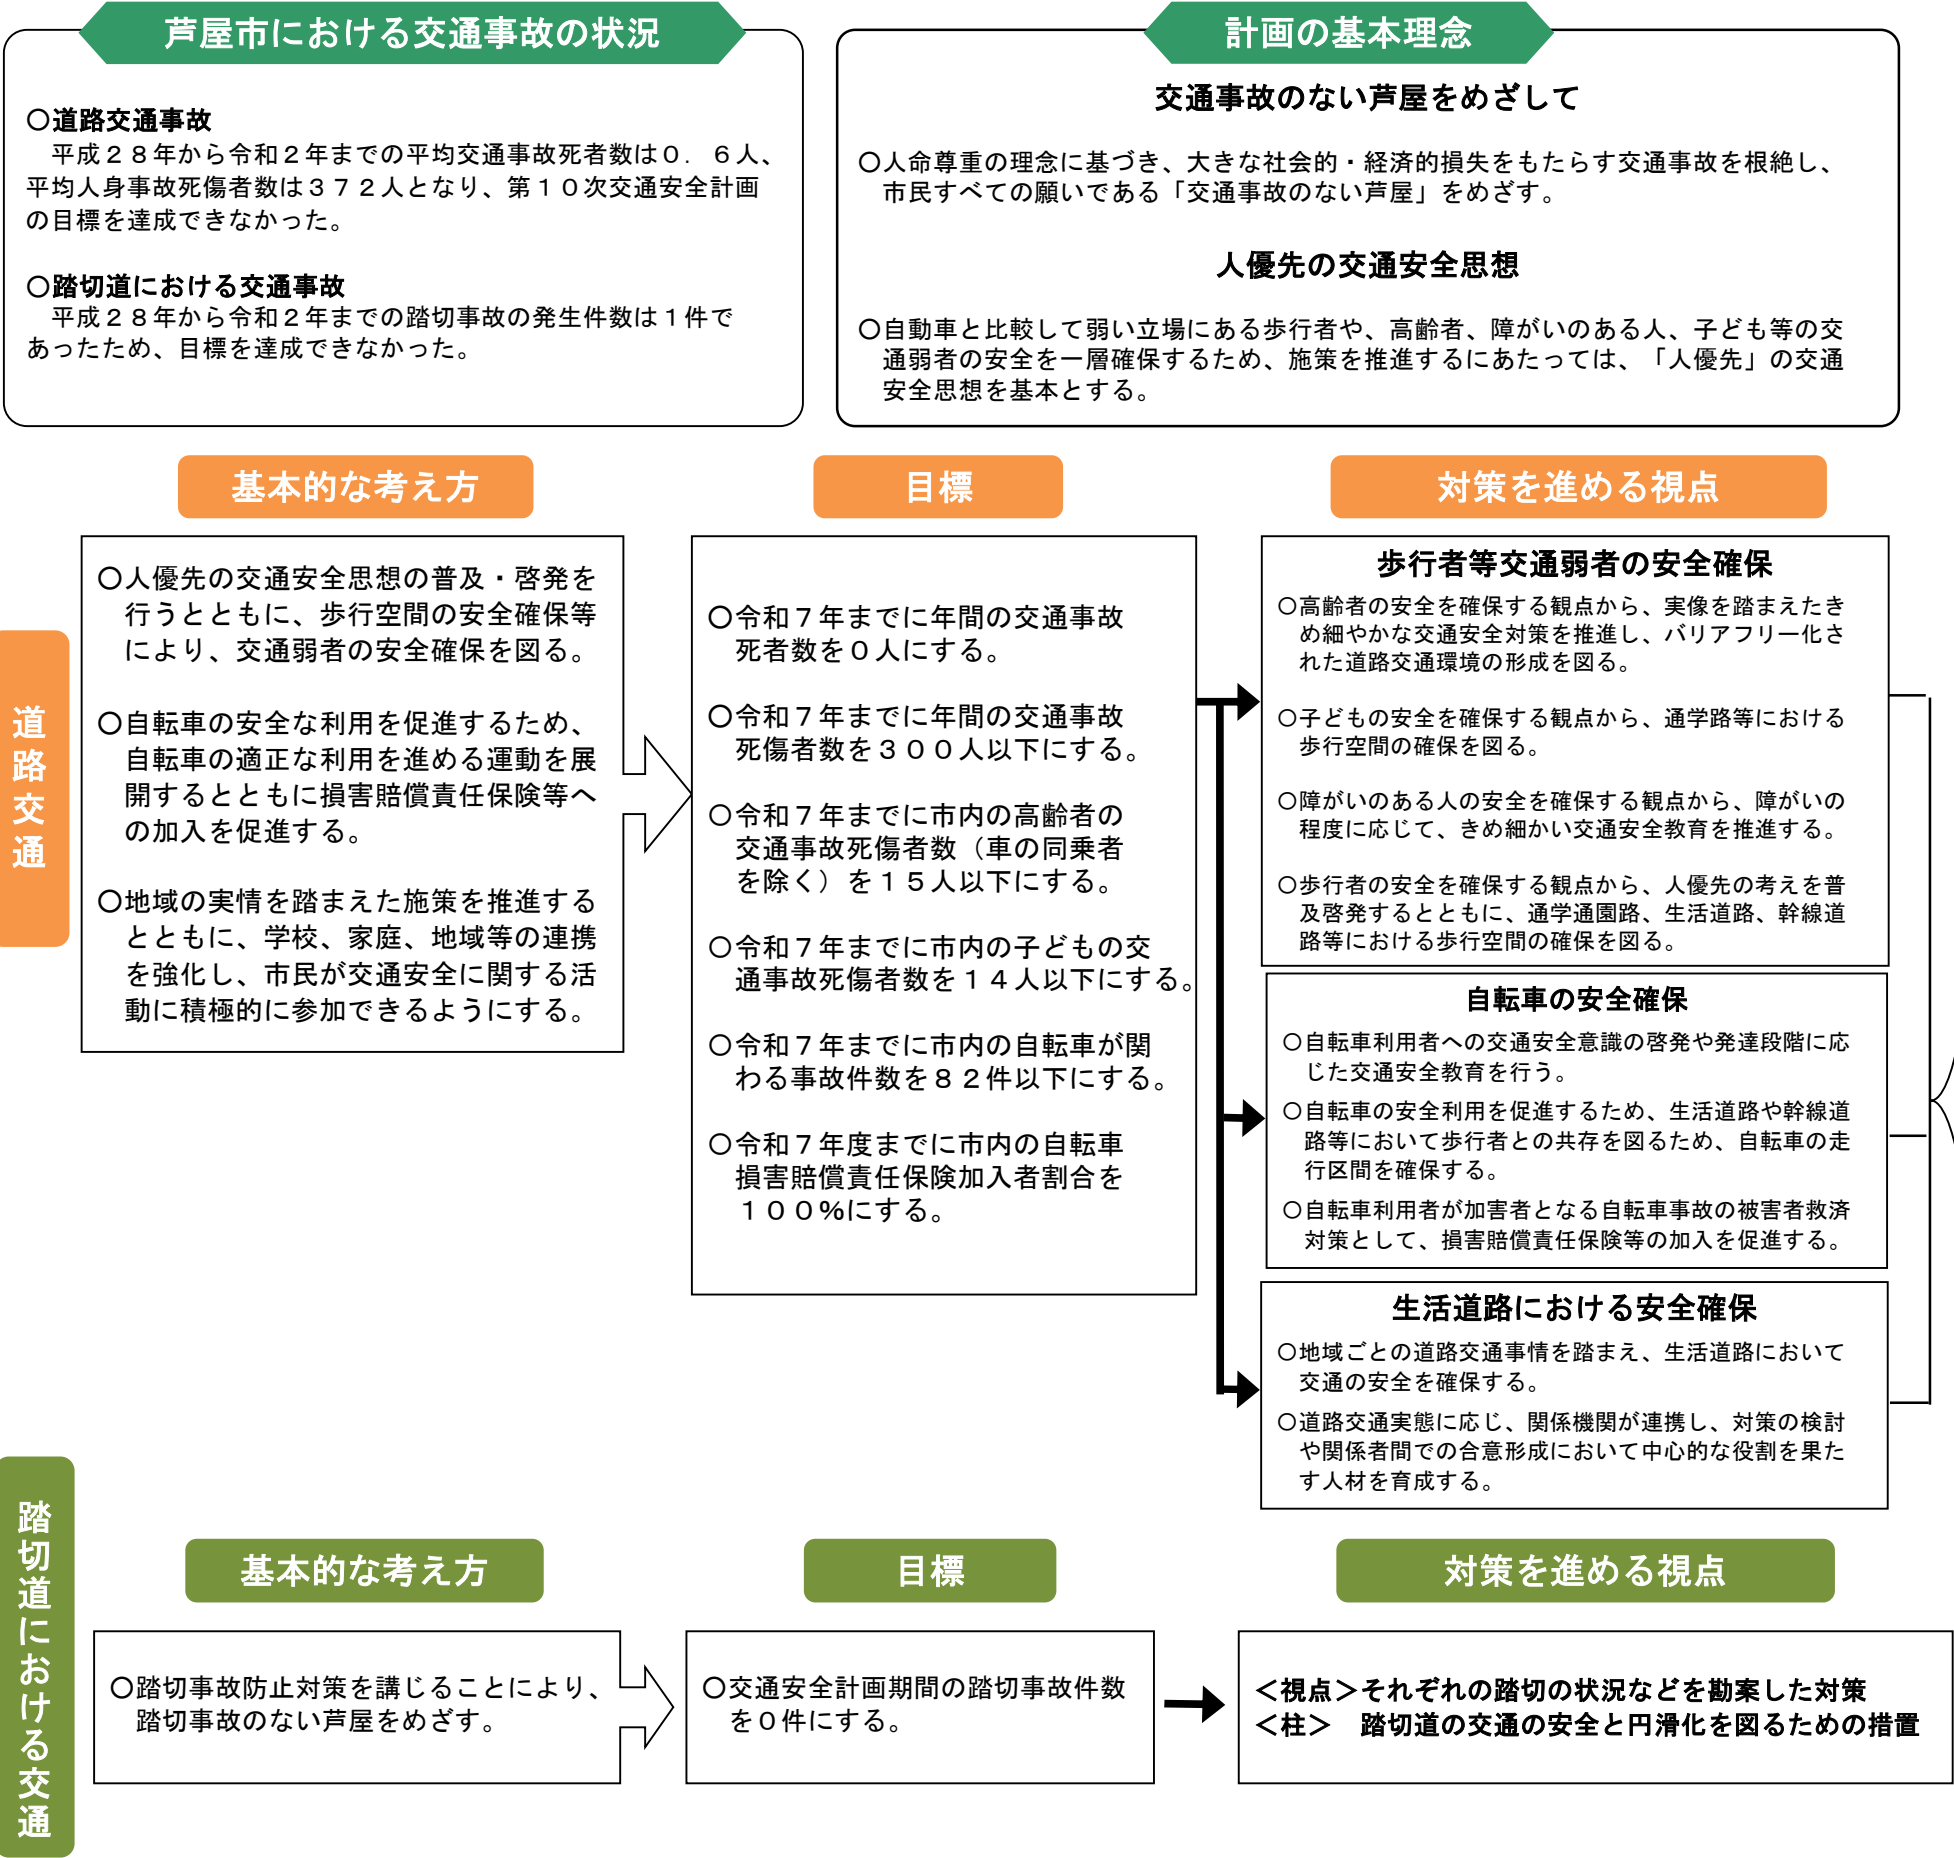 芦屋市における交通事故の状況
○道路交通事故
平成２８年から令和２年までの平均交通事故死者数は０．６人、
平均人身事故死傷者数は３７２人となり、第１０次交通安全計画
の目標を達成できなかった。
○踏切道における交通事故
平成２８年から令和２年までの踏切事故の発生件数は１件で
あったため、目標を達成できなかった。
計画の基本理念
交通事故のない芦屋をめざして
○人命尊重の理念に基づき、大きな社会的・経済的損失をもたらす交通事故を根絶し、
市民すべての願いである「交通事故のない芦屋」をめざす。
人優先の交通安全思想
○自動車と比較して弱い立場にある歩行者や、高齢者、障がいのある人、子ども等の交
通弱者の安全を一層確保するため、施策を推進するにあたっては、「人優先」の交通
安全思想を基本とする。
道路交通
基本的な考え方
○人優先の交通安全思想の普及・啓発を
行うとともに、歩行空間の安全確保等
により、交通弱者の安全確保を図る。
○自転車の安全な利用を促進するため、
自転車の適正な利用を進める運動を展
開するとともに損害賠償責任保険等へ
の加入を促進する。
○地域の実情を踏まえた施策を推進する
とともに、学校、家庭、地域等の連携
を強化し、市民が交通安全に関する活
動に積極的に参加できるようにする。
目標
○令和７年までに年間の交通事故
死者数を０人にする。
○令和７年までに年間の交通事故
死傷者数を３００人以下にする。
○令和７年までに市内の高齢者の
交通事故死傷者数（車の同乗者
を除く）を１５人以下にする。
○令和７年までに市内の子どもの交
通事故死傷者数を１４人以下にする。
○令和７年までに市内の自転車が関
わる事故件数を８２件以下にする。
○令和７年度までに市内の自転車
損害賠償責任保険加入者割合を
１００%にする。
対策を進める視点
歩行者等交通弱者の安全確保
○高齢者の安全を確保する観点から、実像を踏まえたき
め細やかな交通安全対策を推進し、バリアフリー化さ
れた道路交通環境の形成を図る。
○子どもの安全を確保する観点から、通学路等における
歩行空間の確保を図る。
○障がいのある人の安全を確保する観点から、障がいの
程度に応じて、きめ細かい交通安全教育を推進する。
○歩行者の安全を確保する観点から、人優先の考えを普
及啓発するとともに、通学通園路、生活道路、幹線道
路等における歩行空間の確保を図る。
自転車の安全確保
○自転車利用者への交通安全意識の啓発や発達段階に応
じた交通安全教育を行う。
○自転車の安全利用を促進するため、生活道路や幹線道
路等において歩行者との共存を図るため、自転車の走
行区間を確保する。
○自転車利用者が加害者となる自転車事故の被害者救済
対策として、損害賠償責任保険等の加入を促進する。
生活道路における安全確保
○地域ごとの道路交通事情を踏まえ、生活道路において
交通の安全を確保する。
○道路交通実態に応じ、関係機関が連携し、対策の検討
や関係者間での合意形成において中心的な役割を果た
す人材を育成する。
踏切道における交通
基本的な考え方
○踏切事故防止対策を講じることにより、
踏切事故のない芦屋をめざす。
目標
○交通安全計画期間の踏切事故件数
を０件にする。
対策を進める視点
＜視点＞それぞれの踏切の状況などを勘案した対策
＜柱＞　踏切道の交通の安全と円滑化を図るための措置